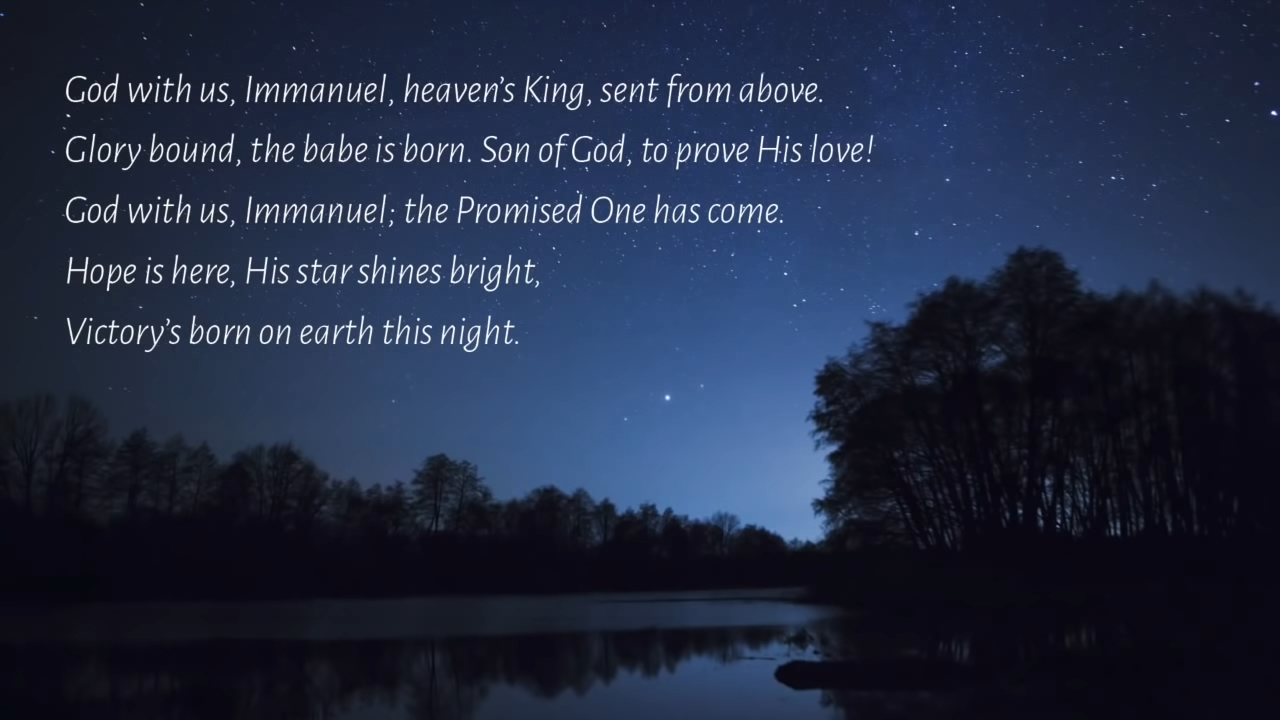 God with us, Immanuel, heaven’s King, sent from above.
Glory bound, the babe is born. Son of God, to prove His love!
God with us, Immanuel; the Promised One has come.
Hope is here, His star shines bright,
Victory’s born on earth this night.